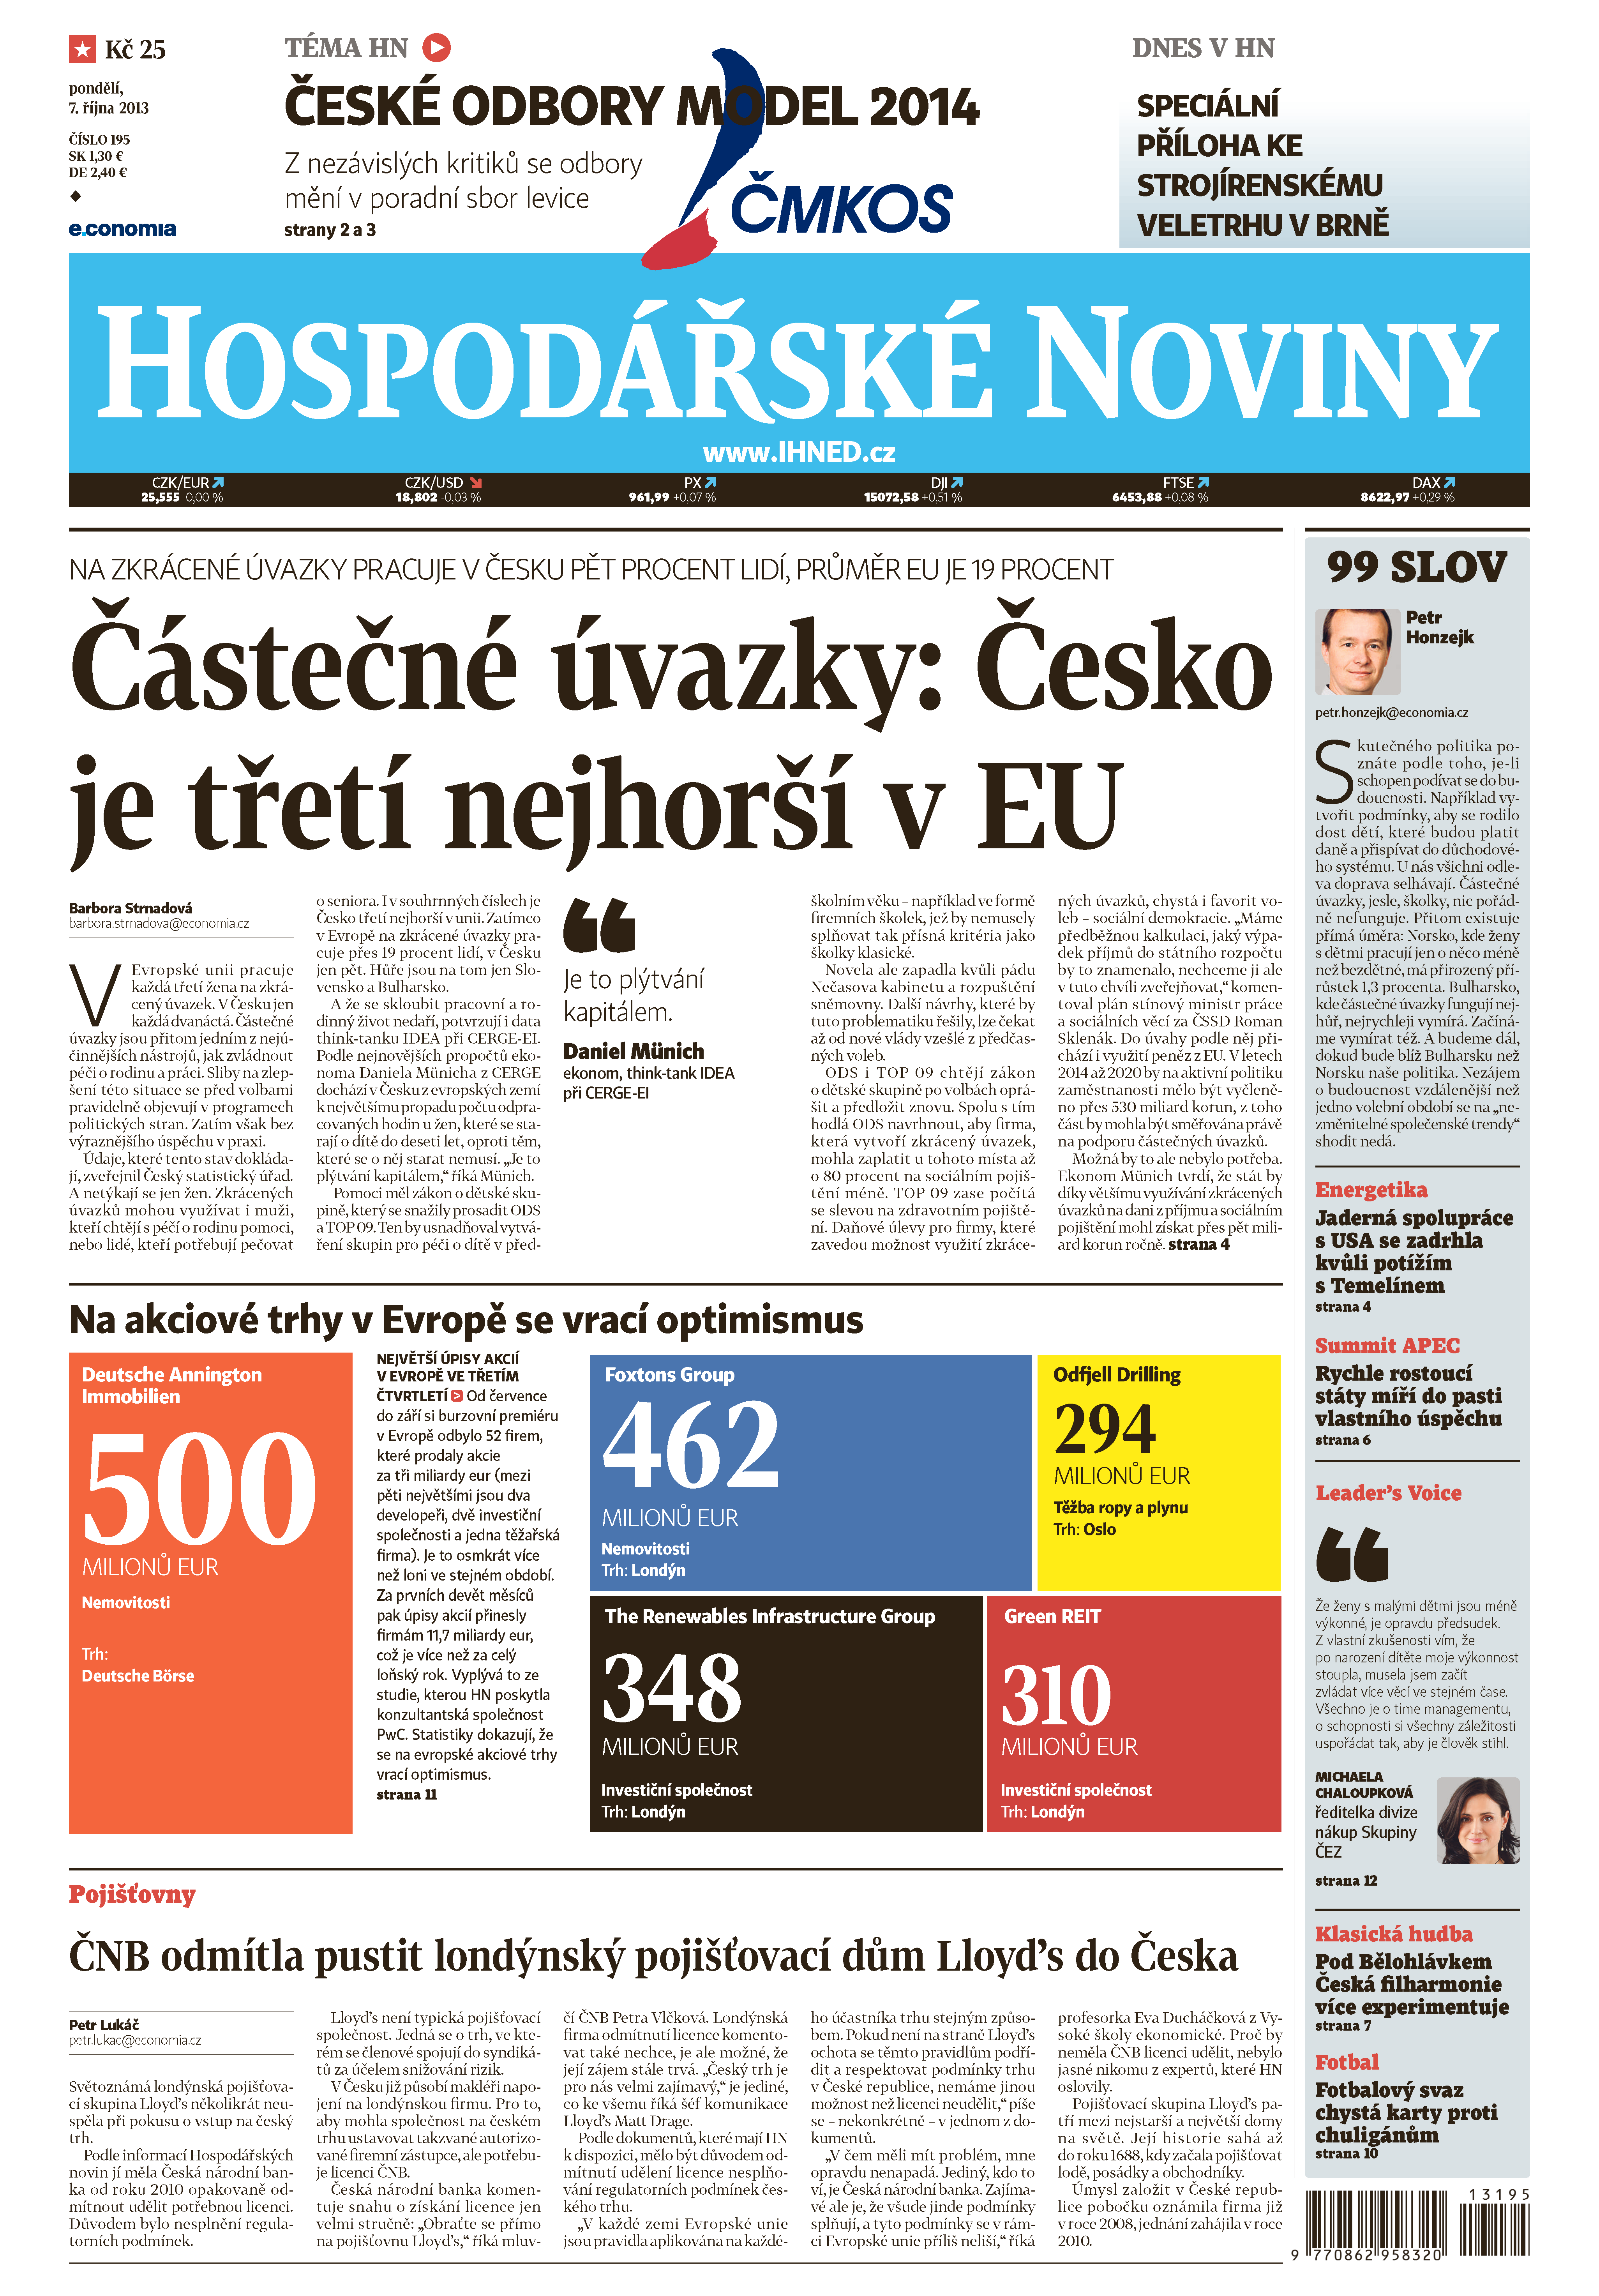 Kč 25
pondělí,
7. října 2013
ČÍSLO 195
SK 1,30 €
DE 2,40 €
e.conomia
TÉMA HN
ČESKÉ ODBORY MODEL 2014
Z nezávislých kritiků se odbory
mění v poradní sbor levice
strany 2 a 3
ČMKOS
DNES V HN
SPECIÁLNÍ
PŘÍLOHA KE
STROJÍRENSKÉMU
VELETRHU V BRNĚ
HOSPODÁŘSKÉ NOVINY
www.IHNED.cz
CZK/EUR
25,555 0,00 %
CZK/USD
18,802 -0,03 %
PX
961,99 +0,07 %
DJI
15072,58 +0,51 %
FTSE
6453,88 +0,08 %
DAX
8622,97 +0,29 %
NA ZKRÁCENÉ ÚVAZKY PRACUJE V ČESKU PĚT PROCENT LIDÍ, PRŮMĚR EU JE 19 PROCENT
Částečné úvazky: Česko
je třetí nejhorší v EU
Barbora Strnadová
barbora.strnadova@economia.cz
V Evropské unii pracuje
každá třetí žena na zkrá-
cený úvazek. V Česku jen
každá dvanáctá. Částečné
úvazky jsou přitom jedním z nejú-
činnějších nástrojů, jak zvládnout
péči o rodinu a práci. Sliby na zlep-
šení této situace se před volbami
pravidelně objevují v programech
politických stran. Zatím však bez
výraznějšího úspěchu v praxi.
Údaje, které tento stav dokláda-
jí, zveřejnil Český statistický úřad.
A netýkají se jen žen. Zkrácených
úvazků mohou využívat i muži,
kteří chtějí s péčí o rodinu pomoci,
nebo lidé, kteří potřebují pečovat
o seniora. I v souhrnných číslech je
Česko třetí nejhorší v unii. Zatímco
v Evropě na zkrácené úvazky pra-
cuje přes 19 procent lidí, v Česku
jen pět. Hůře jsou na tom jen Slo-
vensko a Bulharsko.
A že se skloubit pracovní a ro-
dinný život nedaří, potvrzují i data
think-tanku IDEA při CERGE-EI.
Podle nejnovějších propočtů eko-
noma Daniela Münicha z CERGE
dochází v Česku z evropských zemí
k největšímu propadu počtu odpra-
covaných hodin u žen, které se sta-
rají o dítě do deseti let, oproti těm,
které se o něj starat nemusí. „Je to
plýtvání kapitálem,“ říká Münich.
Pomoci měl zákon o dětské sku-
pině, který se snažily prosadit ODS
a TOP 09. Ten by usnadňoval vytvá-
ření skupin pro péči o dítě v před-
Je to plýtvání
kapitálem.
Daniel Münich
ekonom, think-tank IDEA
při CERGE-EI
školním věku – například ve formě
firemních školek, jež by nemusely
splňovat tak přísná kritéria jako
školky klasické.
Novela ale zapadla kvůli pádu
Nečasova kabinetu a rozpuštění
sněmovny. Další návrhy, které by
tuto problematiku řešily, lze čekat
až od nové vlády vzešlé z předčas-
ných voleb.
ODS i TOP 09 chtějí zákon
o dětské skupině po volbách oprá-
šit a předložit znovu. Spolu s tím
hodlá ODS navrhnout, aby firma,
která vytvoří zkrácený úvazek,
mohla zaplatit u tohoto místa až
o 80 procent na sociálním pojiš-
tění méně. TOP 09 zase počítá
se slevou na zdravotním pojiště-
ní. Daňové úlevy pro firmy, které
zavedou možnost využití zkráce-
ných úvazků, chystá i favorit vo-
leb – sociální demokracie. „Máme
předběžnou kalkulaci, jaký výpa-
dek příjmů do státního rozpočtu
by to znamenalo, nechceme ji ale
v tuto chvíli zveřejňovat,“ komen-
toval plán stínový ministr práce
a sociálních věcí za ČSSD Roman
Sklenák. Do úvahy podle něj při-
chází i využití peněz z EU. V letech
2014 až 2020 by na aktivní politiku
zaměstnanosti mělo být vyčleně-
no přes 530 miliard korun, z toho
část by mohla být směřována právě
na podporu částečných úvazků.
Možná by to ale nebylo potřeba.
Ekonom Münich tvrdí, že stát by
díky většímu využívání zkrácených
úvazků na dani z příjmu a sociálním
pojištění mohl získat přes pět mili-
ard korun ročně. strana 4
Na akciové trhy v Evropě se vrací optimismus
Deutsche Annington
Immobilien
500
MILIONŮ EUR
Nemovitosti
Trh:
Deutsche Börse
NEJVĚTŠÍ ÚPISY AKCIÍ
V EVROPĚ VE TŘETÍM
ČTVRTLETÍ Od července
do září si burzovní premiéru
v Evropě odbylo 52 firem,
které prodaly akcie
za tři miliardy eur (mezi
pěti největšími jsou dva
developeři, dvě investiční
společnosti a jedna těžařská
firma). Je to osmkrát více
než loni ve stejném období.
Za prvních devět měsíců
pak úpisy akcií přinesly
firmám 11,7 miliardy eur,
což je více než za celý
loňský rok. Vyplývá to ze
studie, kterou HN poskytla
konzultantská společnost
PwC. Statistiky dokazují, že
se na evropské akciové trhy
vrací optimismus.
strana 11
Foxtons Group
462
MILIONŮ EUR
Nemovitosti
Trh: Londýn
Odfjell Drilling
294
MILIONŮ EUR
Těžba ropy a plynu
Trh: Oslo
The Renewables Infrastructure Group
348
MILIONŮ EUR
Investiční společnost
Trh: Londýn
Green REIT
310
MILIONŮ EUR
Investiční společnost
Trh: Londýn
Pojišťovny
ČNB odmítla pustit londýnský pojišťovací dům Lloyd’s do Česka
Petr Lukáč
petr.lukac@economia.cz
Světoznámá londýnská pojišťova-
cí skupina Lloyd’s několikrát neu-
spěla při pokusu o vstup na český
trh.
Podle informací Hospodářských
novin jí měla Česká národní ban-
ka od roku 2010 opakovaně od-
mítnout udělit potřebnou licenci.
Důvodem bylo nesplnění regula-
torních podmínek.
Lloyd’s není typická pojišťovací
společnost. Jedná se o trh, ve kte-
rém se členové spojují do syndiká-
tů za účelem snižování rizik.
V Česku již působí makléři napo-
jení na londýnskou firmu. Pro to,
aby mohla společnost na českém
trhu ustavovat takzvané autorizo-
vané firemní zástupce, ale potřebu-
je licenci ČNB.
Česká národní banka komen-
tuje snahu o získání licence jen
velmi stručně: „Obraťte se přímo
na pojišťovnu Lloyd’s,“ říká mluv-
čí ČNB Petra Vlčková. Londýnská
firma odmítnutí licence komento-
vat také nechce, je ale možné, že
její zájem stále trvá. „Český trh je
pro nás velmi zajímavý,“ je jediné,
co ke všemu říká šéf komunikace
Lloyd’s Matt Drage.
Podle dokumentů, které mají HN
k dispozici, mělo být důvodem od-
mítnutí udělení licence nesplňo-
vání regulatorních podmínek čes-
kého trhu.
„V každé zemi Evropské unie
jsou pravidla aplikována na každé-
ho účastníka trhu stejným způso-
bem. Pokud není na straně Lloyd’s
ochota se těmto pravidlům podří-
dit a respektovat podmínky trhu
v České republice, nemáme jinou
možnost než licenci neudělit,“ píše
se – nekonkrétně – v jednom z do-
kumentů.
„V čem měli mít problém, mne
opravdu nenapadá. Jediný, kdo to
ví, je Česká národní banka. Zajíma-
vé ale je, že všude jinde podmínky
splňují, a tyto podmínky se v rám-
ci Evropské unie příliš neliší,“ říká
profesorka Eva Ducháčková z Vy-
soké školy ekonomické. Proč by
neměla ČNB licenci udělit, nebylo
jasné nikomu z expertů, které HN
oslovily.
Pojišťovací skupina Lloyd’s pa-
tří mezi nejstarší a největší domy
na světě. Její historie sahá až
do roku 1688, kdy začala pojišťovat
lodě, posádky a obchodníky.
Úmysl založit v České repub-
lice pobočku oznámila firma již
v roce 2008, jednání zahájila v roce
2010.
99 SLOV
Petr
Honzejk
petr.honzejk@economia.cz
Skutečného politika po-
znáte podle toho, je-li
schopen podívat se do bu-
doucnosti. Například vy-
tvořit podmínky, aby se rodilo
dost dětí, které budou platit
daně a přispívat do důchodové-
ho systému. U nás všichni odle-
va doprava selhávají. Částečné
úvazky, jesle, školky, nic pořád-
ně nefunguje. Přitom existuje
přímá úměra: Norsko, kde ženy
s dětmi pracují jen o něco méně
než bezdětné, má přirozený pří-
růstek 1,3 procenta. Bulharsko,
kde částečné úvazky fungují nej-
hůř, nejrychleji vymírá. Začíná-
me vymírat též. A budeme dál,
dokud bude blíž Bulharsku než
Norsku naše politika. Nezájem
o budoucnost vzdálenější než
jedno volební období se na „ne-
změnitelné společenské trendy“
shodit nedá.
Energetika
Jaderná spolupráce
s USA se zadrhla
kvůli potížím
s Temelínem
strana 4
Summit APEC
Rychle rostoucí
státy míří do pasti
vlastního úspěchu
strana 6
Leader’s Voice
Že ženy s malými dětmi jsou méně
výkonné, je opravdu předsudek.
Z vlastní zkušenosti vím, že
po narození dítěte moje výkonnost
stoupla, musela jsem začít
zvládat více věcí ve stejném čase.
Všechno je o time managementu,
o schopnosti si všechny záležitosti
uspořádat tak, aby je člověk stihl.
MICHAELA
CHALOUPKOVÁ
ředitelka divize
nákup Skupiny
ČEZ
strana 12
Klasická hudba
Pod Bělohlávkem
Česká filharmonie
více experimentuje
strana 7
Fotbal
Fotbalový svaz
chystá karty proti
chuligánům
strana 10
13195
9 770862 958320